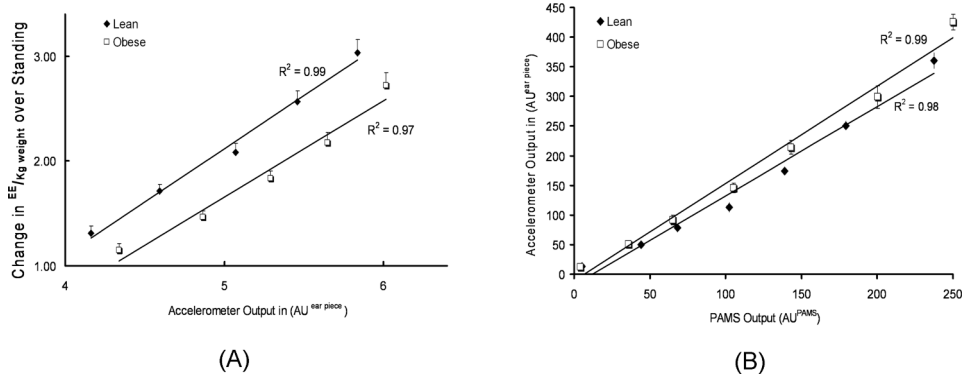 Lean
Obese
Change in EE/Kg weight over Standing
3.00
2.00
1.00
R² = 0.99
R² = 0.97
4
5
6
Accelerometer Output in (AU ear piece)
(A)
Lean
Obese
Accelerometer Output in (AU ear piece)
450
400
350
300
250
200
150
100
50
0
R² = 0.99
R² = 0.98
0
50
100
150
200
250
PAMS Output (AU PAMS)
(B)